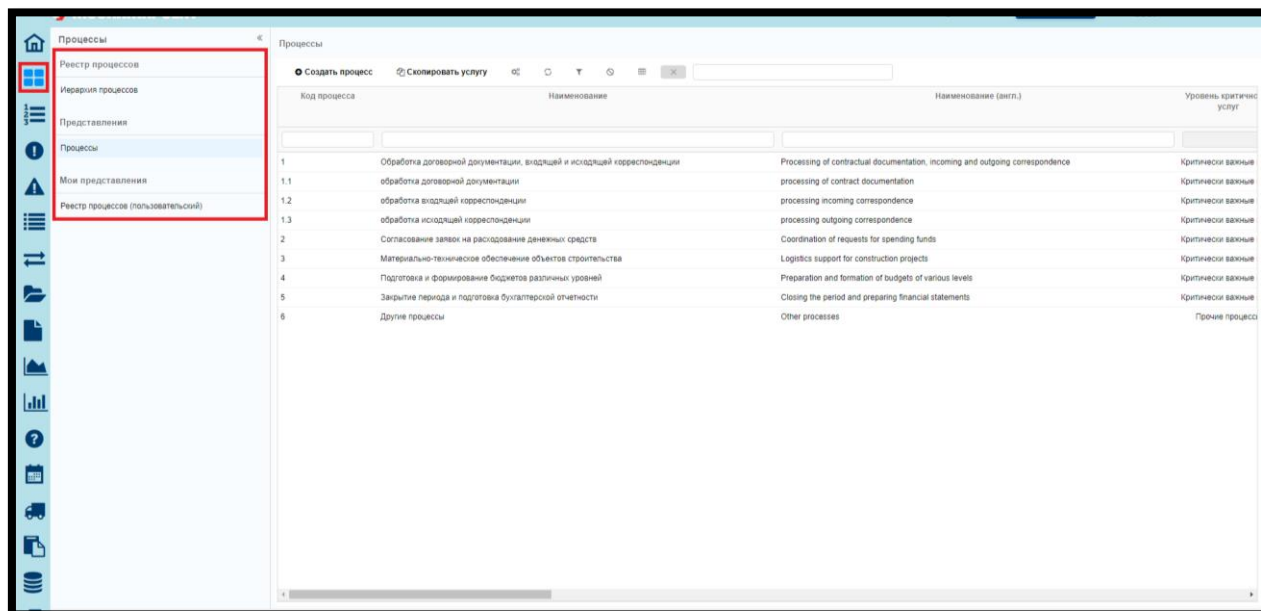 Процессы
Реестр процессов
Иерархия процессов
Представления
Процессы
Мои представления
Реестр процессов (пользовательский)
Процессы
Создать процесс Скопировать услугу
Код процесса Наименование Наименование (англ.) Уровень критично
услуг
1 Обработка договорной документации, входящей и исходящей корреспонденции Processing of contractual documentation, incoming and outgoing correspondence Критически важные
1.1 обработка договорной документации processing of contract documentation Критически важные
1.2 обработка входящей корреспонденции processing incoming correspondence Критически важные
1.3 обработка исходящей корреспонденции processing outgoing correspondence Критически важные
2 Согласование заявок на расходование денежных средств Coordination of requests for spending funds Критически важные
3 Материально-техническое обеспечение объектов строительства Logistics support for construction projects Критически важные
4 Подготовка и формирование бюджетов различных уровней Preparation and formation of budgets of various levels Критически важные
5 Закрытие периода и подготовка бухгалтерской отчетности Closing the period and preparing financial statements Критически важные
6 Другие процессы Other processes Прочие процесс